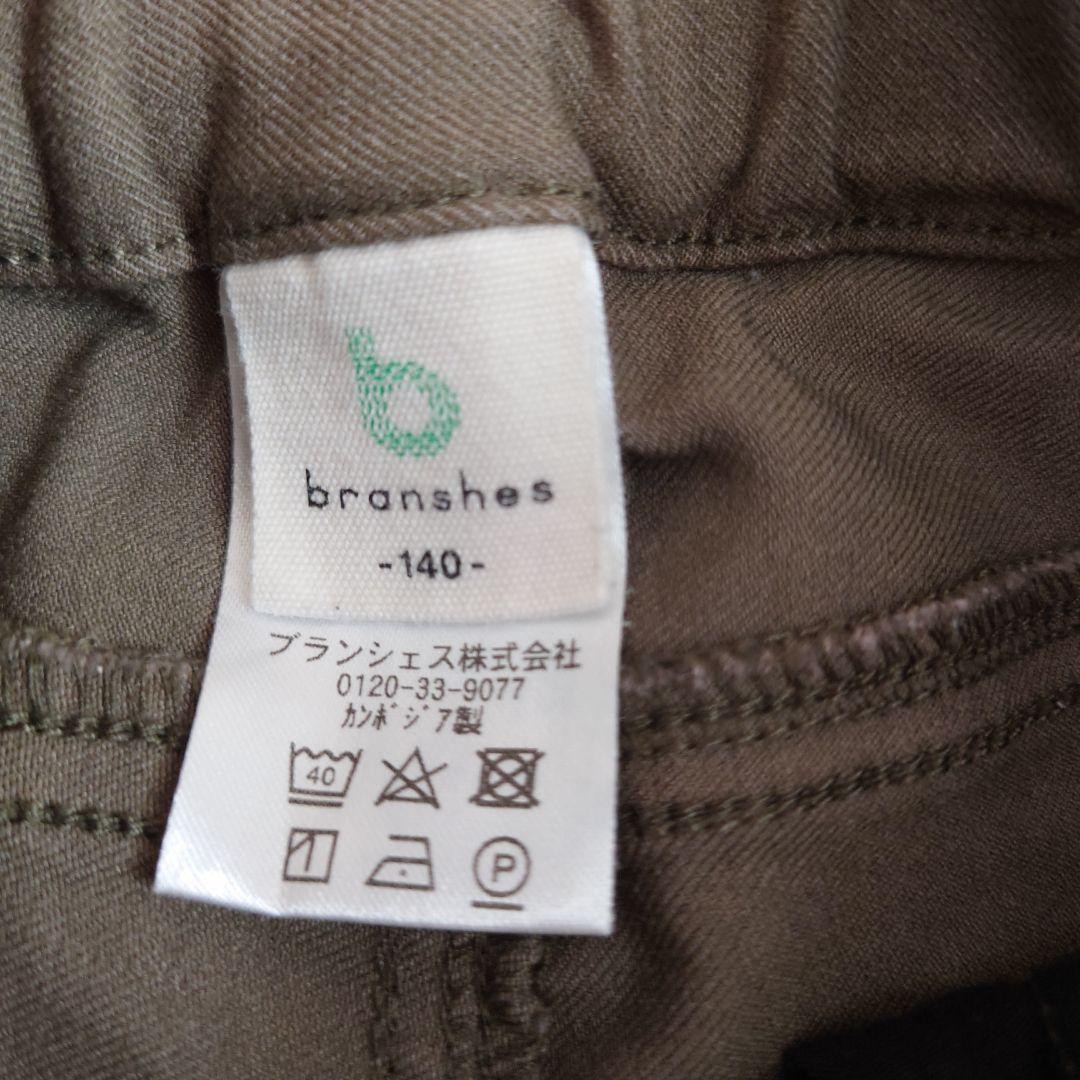 b
branshes
-140-
ブランシェス株式会社
0120-33-9077
ｶﾝﾎﾞｼﾞｱ製
40
P